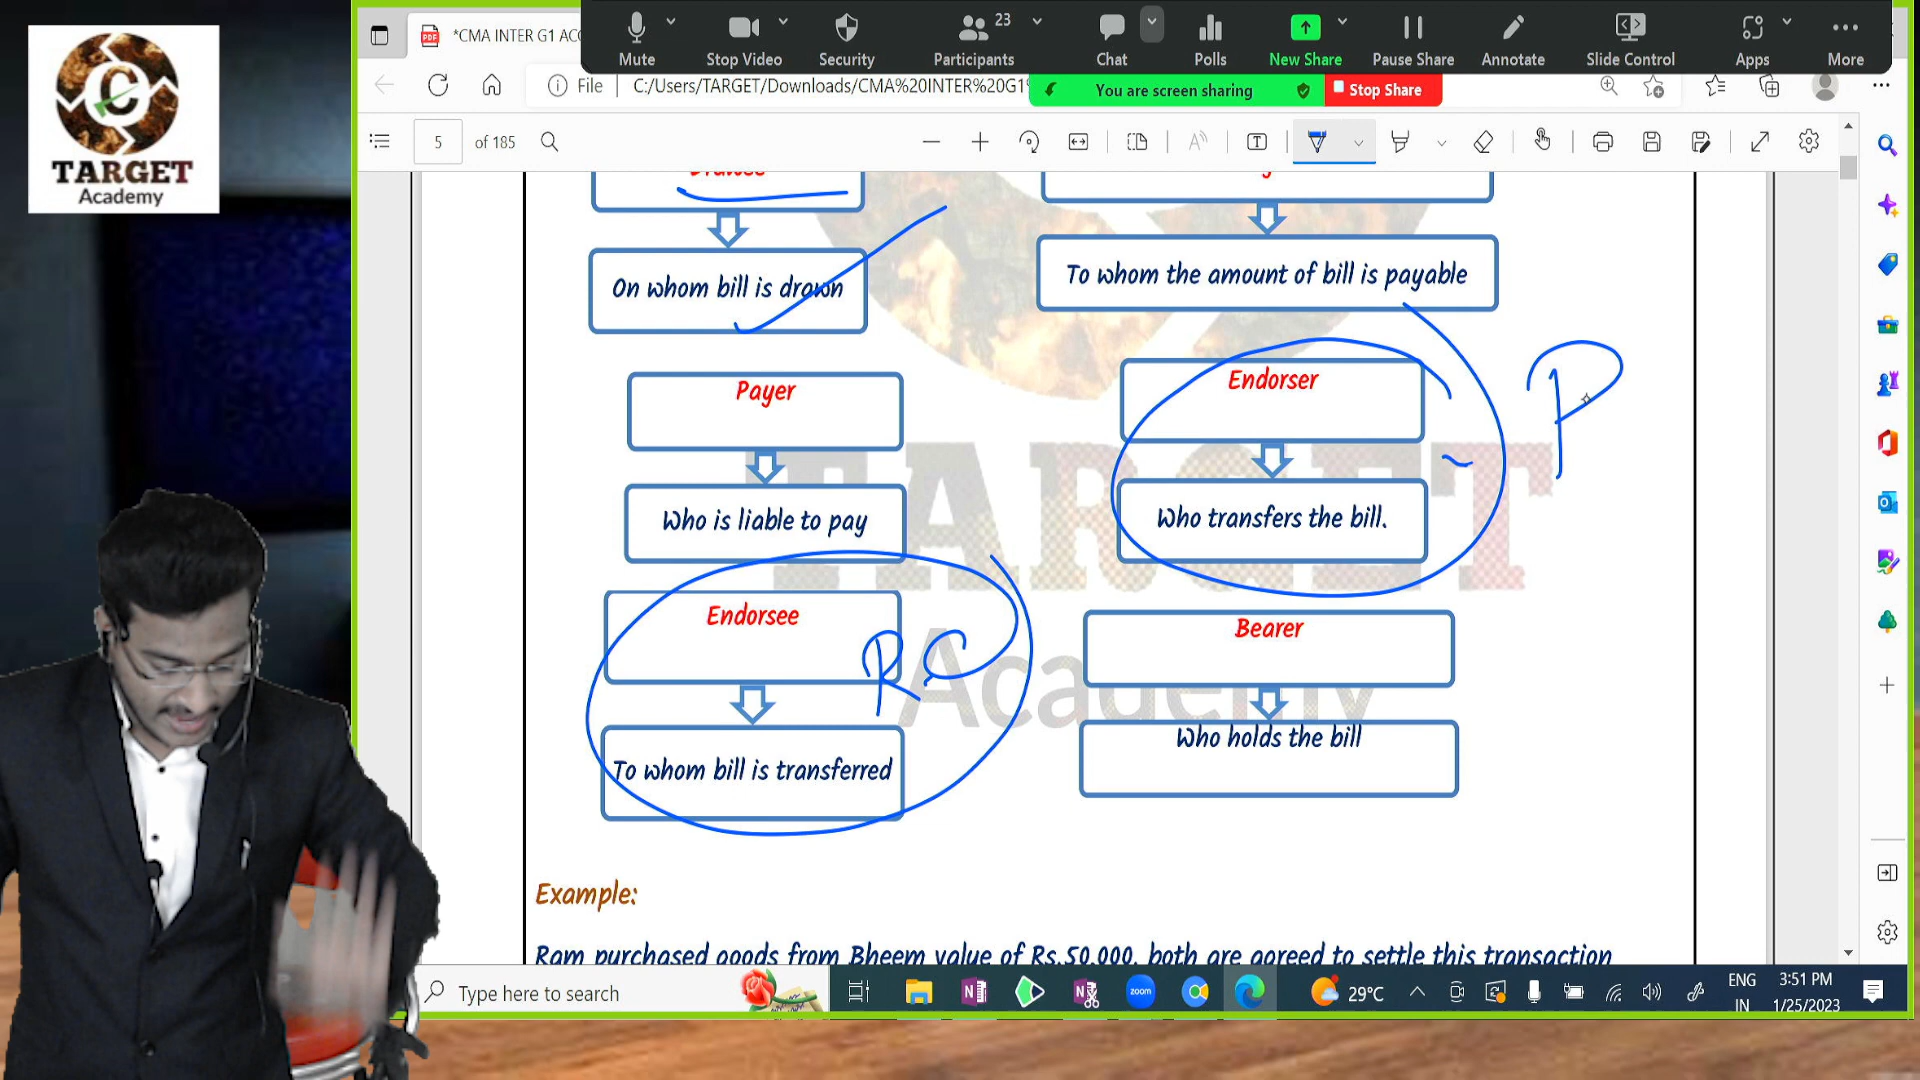 TARGET
Academy
*CMA INTER G1 ACC
Mute
Stop Video
Security
23
Participants
Chat
Polls
New Share
Pause Share
Annotate
Slide Control
Apps
More
File
C:/Users/TARGET/Downloads/CMA%20INTER%20G1%
You are screen sharing
Stop Share
5
of 185
On whom bill is drawn
To whom the amount of bill is payable
Payer
Endorser
P
Who is liable to pay
Who transfers the bill.
Endorsee
Bearer
To whom bill is transferred
Who holds the bill
TARGET
Academy
Example:
Ram purchased goods from Bheem value of Rs.50,000, both are agreed to settle this transaction
Type here to search
zoom
29°C
ENG
IN
3:51 PM
1/25/2023